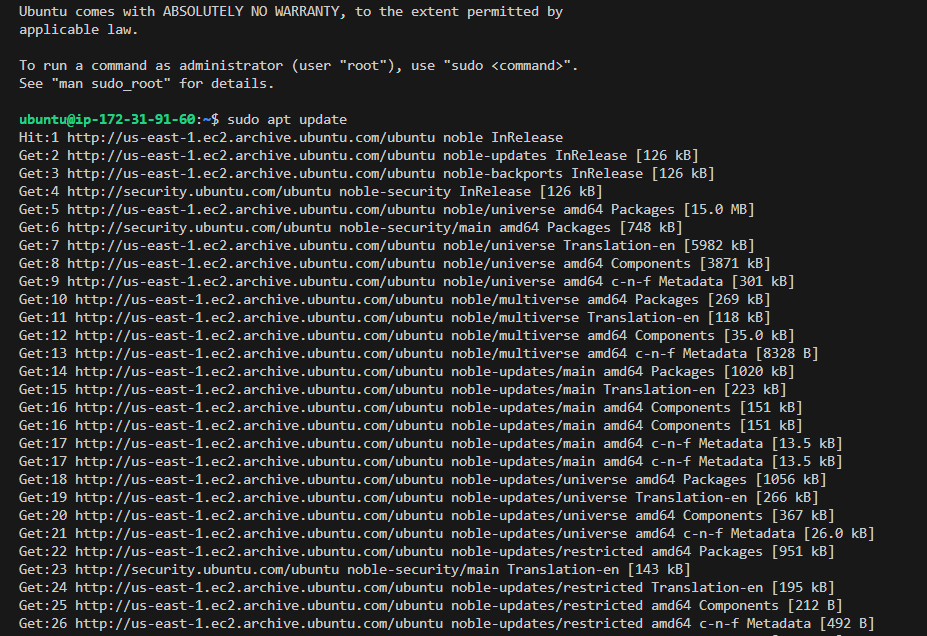 Ubuntu comes with ABSOLUTELY NO WARRANTY, to the extent permitted by
applicable law.
To run a command as administrator (user "root"), use "sudo <command>".
See "man sudo_root" for details.
ubuntu@ip-172-31-91-60:~$ sudo apt update
Hit:1 http://us-east-1.ec2.archive.ubuntu.com/ubuntu noble InRelease
Get:2 http://us-east-1.ec2.archive.ubuntu.com/ubuntu noble-updates InRelease [126 kB]
Get:3 http://us-east-1.ec2.archive.ubuntu.com/ubuntu noble-backports InRelease [126 kB]
Get:4 http://security.ubuntu.com/ubuntu noble-security InRelease [126 kB]
Get:5 http://us-east-1.ec2.archive.ubuntu.com/ubuntu noble/universe amd64 Packages [15.0 MB]
Get:6 http://security.ubuntu.com/ubuntu noble-security/main amd64 Packages [748 kB]
Get:7 http://us-east-1.ec2.archive.ubuntu.com/ubuntu noble/universe Translation-en [5982 kB]
Get:8 http://us-east-1.ec2.archive.ubuntu.com/ubuntu noble/universe amd64 Components [3871 kB]
Get:9 http://us-east-1.ec2.archive.ubuntu.com/ubuntu noble/universe amd64 c-n-f Metadata [301 kB]
Get:10 http://us-east-1.ec2.archive.ubuntu.com/ubuntu noble/multiverse amd64 Packages [269 kB]
Get:11 http://us-east-1.ec2.archive.ubuntu.com/ubuntu noble/multiverse Translation-en [118 kB]
Get:12 http://us-east-1.ec2.archive.ubuntu.com/ubuntu noble/multiverse amd64 Components [35.0 kB]
Get:13 http://us-east-1.ec2.archive.ubuntu.com/ubuntu noble/multiverse amd64 c-n-f Metadata [8328 B]
Get:14 http://us-east-1.ec2.archive.ubuntu.com/ubuntu noble-updates/main amd64 Packages [1020 kB]
Get:15 http://us-east-1.ec2.archive.ubuntu.com/ubuntu noble-updates/main Translation-en [223 kB]
Get:16 http://us-east-1.ec2.archive.ubuntu.com/ubuntu noble-updates/main amd64 Components [151 kB]
Get:16 http://us-east-1.ec2.archive.ubuntu.com/ubuntu noble-updates/main amd64 Components [151 kB]
Get:17 http://us-east-1.ec2.archive.ubuntu.com/ubuntu noble-updates/main amd64 c-n-f Metadata [13.5 kB]
Get:17 http://us-east-1.ec2.archive.ubuntu.com/ubuntu noble-updates/main amd64 c-n-f Metadata [13.5 kB]
Get:18 http://us-east-1.ec2.archive.ubuntu.com/ubuntu noble-updates/universe amd64 Packages [1056 kB]
Get:19 http://us-east-1.ec2.archive.ubuntu.com/ubuntu noble-updates/universe Translation-en [266 kB]
Get:20 http://us-east-1.ec2.archive.ubuntu.com/ubuntu noble-updates/universe amd64 Components [367 kB]
Get:21 http://us-east-1.ec2.archive.ubuntu.com/ubuntu noble-updates/universe amd64 c-n-f Metadata [26.0 kB]
Get:22 http://us-east-1.ec2.archive.ubuntu.com/ubuntu noble-updates/restricted amd64 Packages [951 kB]
Get:23 http://security.ubuntu.com/ubuntu noble-security/main Translation-en [143 kB]
Get:24 http://us-east-1.ec2.archive.ubuntu.com/ubuntu noble-updates/restricted Translation-en [195 kB]
Get:25 http://us-east-1.ec2.archive.ubuntu.com/ubuntu noble-updates/restricted amd64 Components [212 B]
Get:26 http://us-east-1.ec2.archive.ubuntu.com/ubuntu noble-updates/restricted amd64 c-n-f Metadata [492 B]